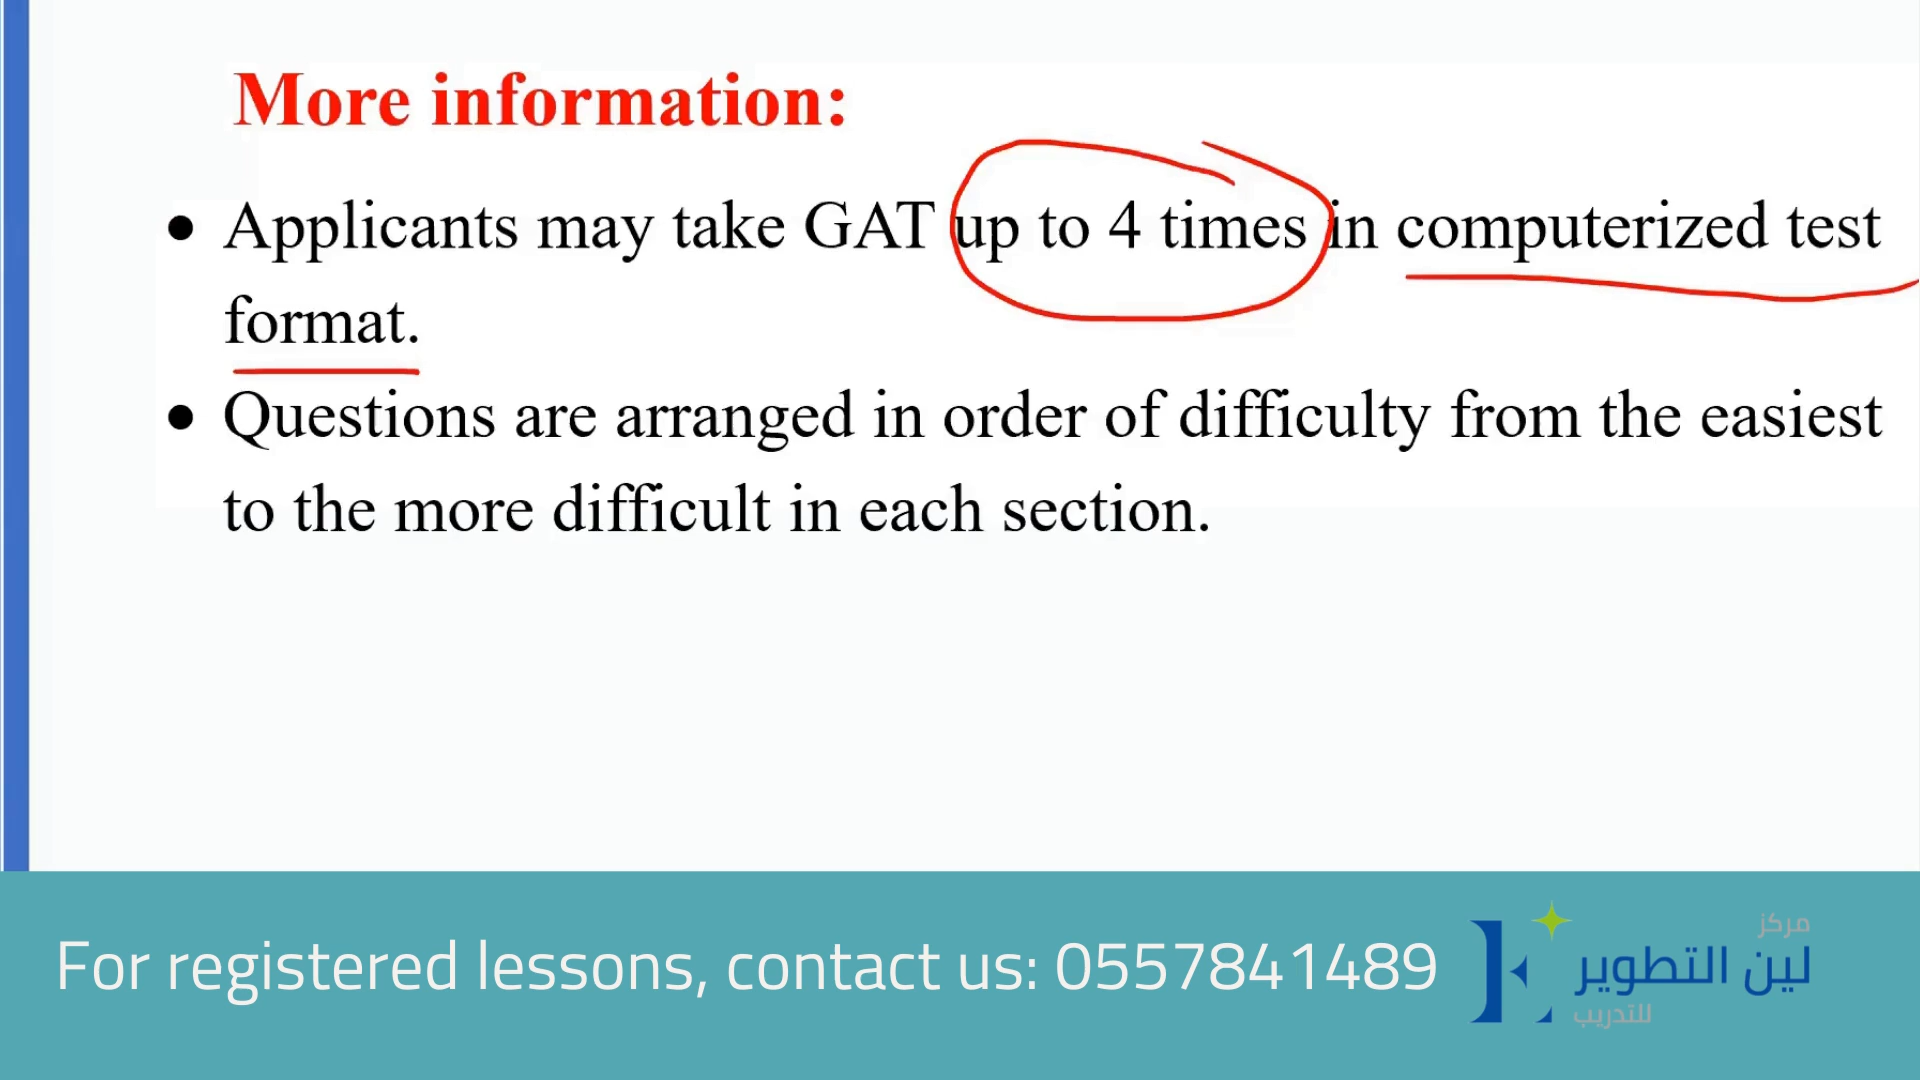 More information:
● Applicants may take GAT up to 4 times in computerized test
format.
● Questions are arranged in order of difficulty from the easiest
to the more difficult in each section.
For registered lessons, contact us: 0557841489
مركز
لين التطوير
للتدريب